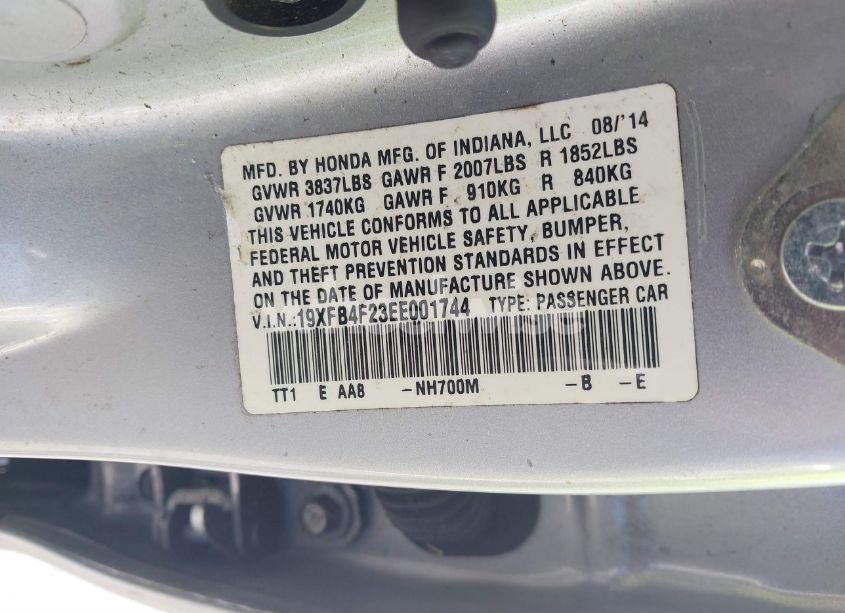 MFD. BY HONDA MFG. OF INDIANA, LLC 08/'14
GVWR 3837LBS GAWR F 2007LBS R 1852LBS
GVWR 1740KG GAWR F 910KG R 840KG
THIS VEHICLE CONFORMS TO ALL APPLICABLE
FEDERAL MOTOR VEHICLE SAFETY, BUMPER,
AND THEFT PREVENTION STANDARDS IN EFFECT
ON THE DATE OF MANUFACTURE SHOWN ABOVE.
V.I.N.:19XFB4F23EE001744 TYPE: PASSENGER CAR
TT1 E AA8 -NH700M -B -E